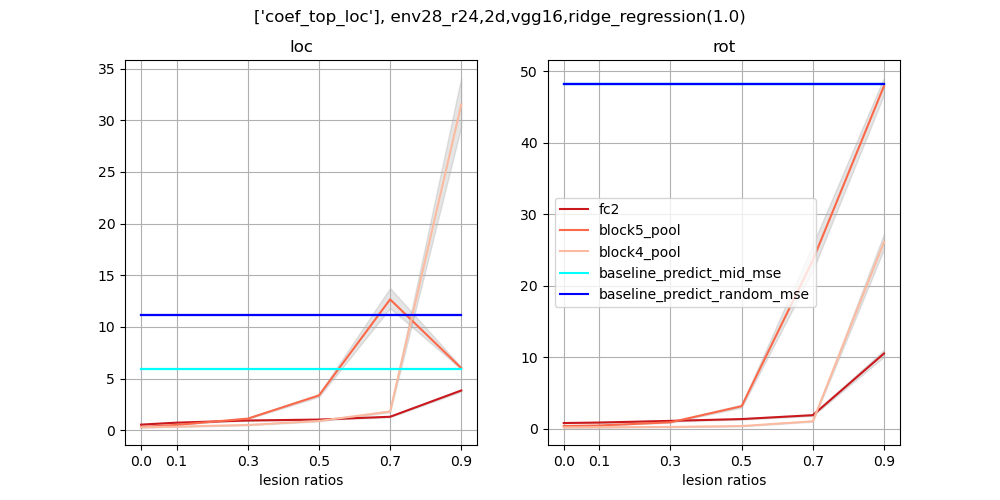 ['coef_top_loc'], env28_r24,2d,vgg16,ridge_regression(1.0)
loc
35
30
25
20
15
10
5
0
0.0 0.1 0.3 0.5 0.7 0.9
lesion ratios
rot
50
40
30
20
10
0
fc2
block5_pool
block4_pool
baseline_predict_mid_mse
baseline_predict_random_mse
0.0 0.1 0.3 0.5 0.7 0.9
lesion ratios